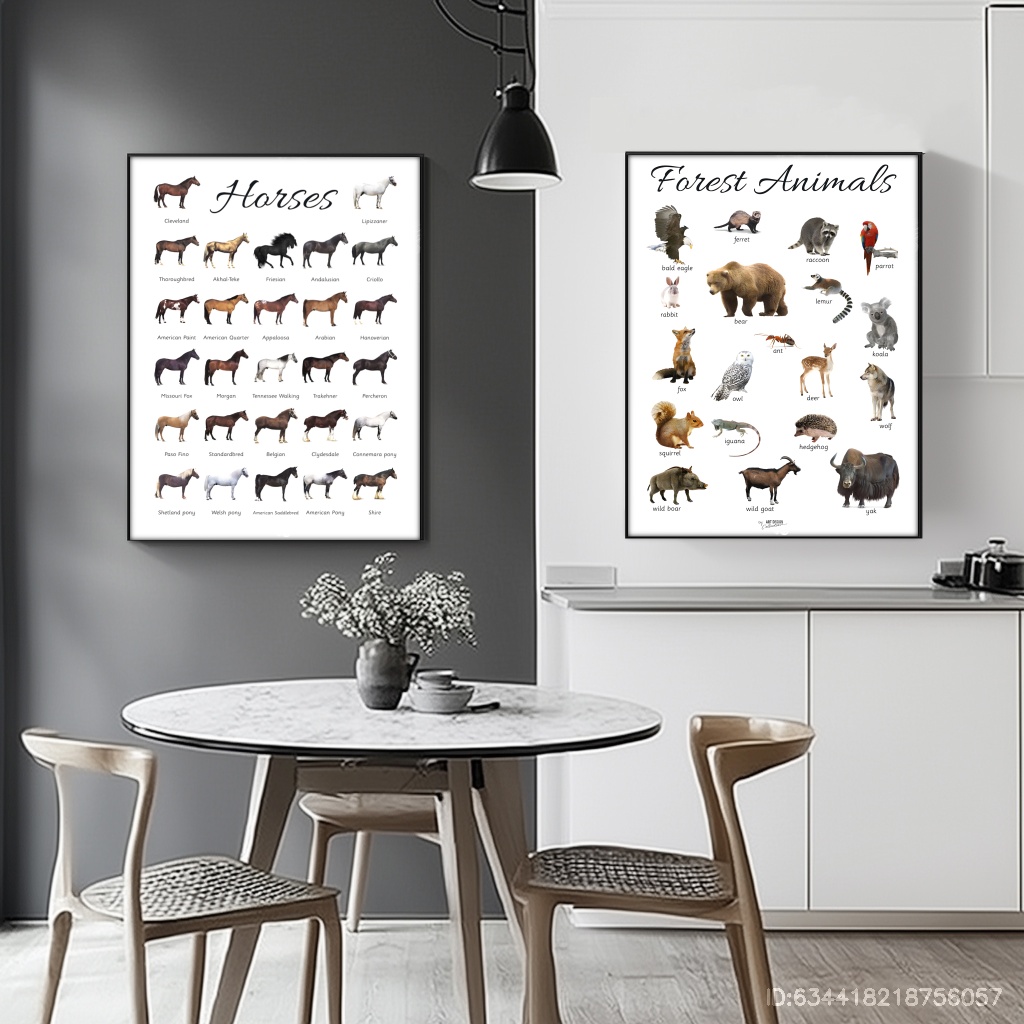 Horses
Cleveland
Lipizzaner
Thoroughbred
Akhal-Teke
Friesian
Andalusian
Criollo
American Paint
American Quarter
Appaloosa
Arabian
Hanoverian
Missouri Fox
Morgan
Tennessee Walking
Trakehner
Percheron
Paso Fino
Standardbred
Belgian
Clydesdale
Connemara pony
Shetland pony
Welsh pony
American Saddlebred
American Pony
Shire
Forest Animals
bald eagle
ferret
raccoon
parrot
rabbit
bear
lemur
koala
fox
owl
ant
deer
wolf
squirrel
iguana
hedgehog
wild boar
wild goat
yak
ART DESIGN
ID:634418218758057